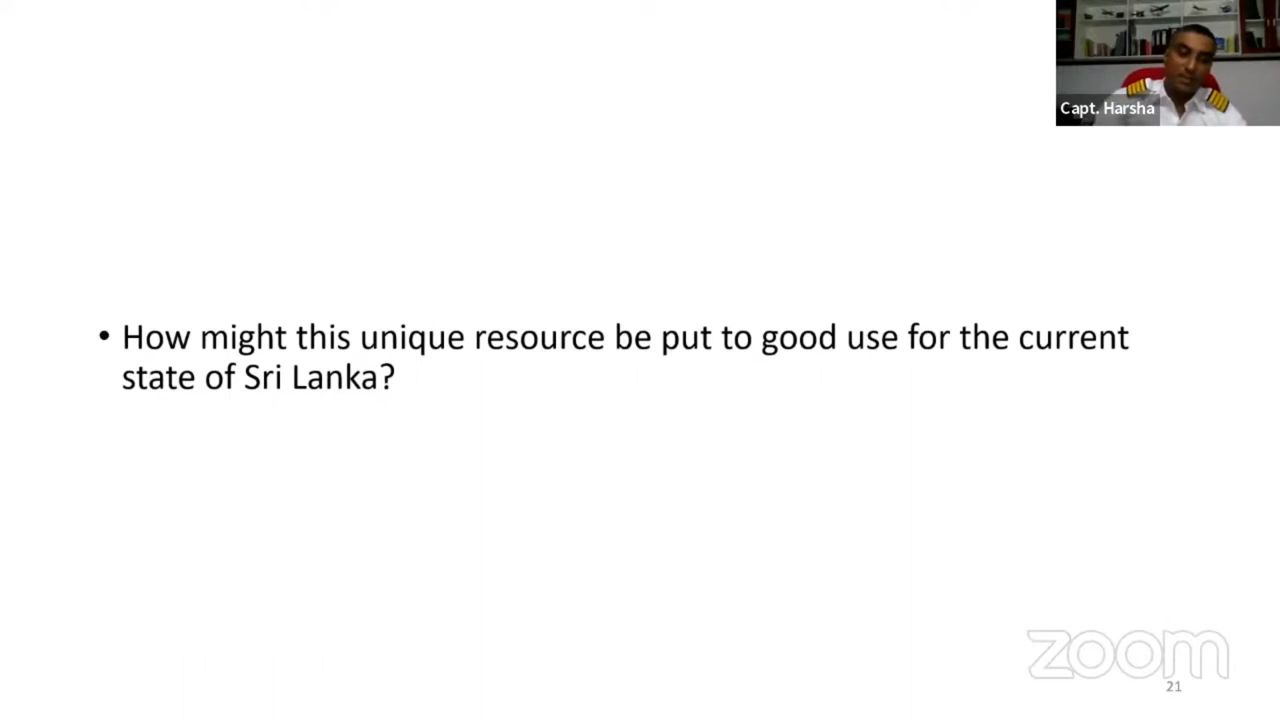 Capt. Harsha
• How might this unique resource be put to good use for the current
state of Sri Lanka?
zoom
21